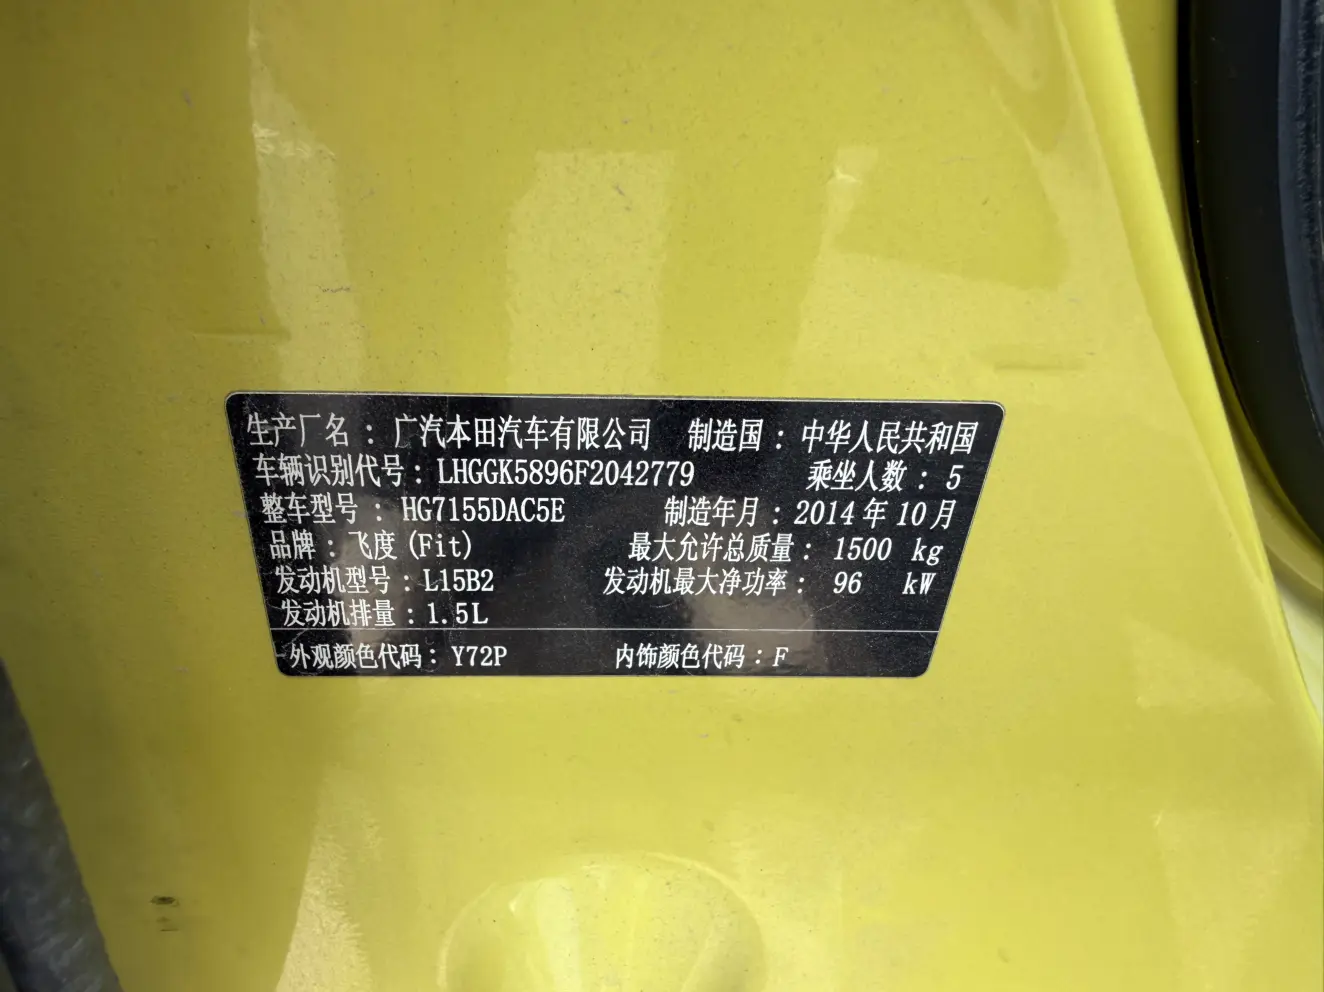 生产厂名：广汽本田汽车有限公司 制造国：中华人民共和国
车辆识别代号：LHGGK5896F2042779 乘坐人数：5
整车型号：HG7155DAC5E 制造年月：2014年10月
品牌：飞度(Fit) 最大允许总质量：1500 kg
发动机型号：L15B2 发动机最大净功率：96 kW
发动机排量：1.5L
外观颜色代码：Y72P 内饰颜色代码：F